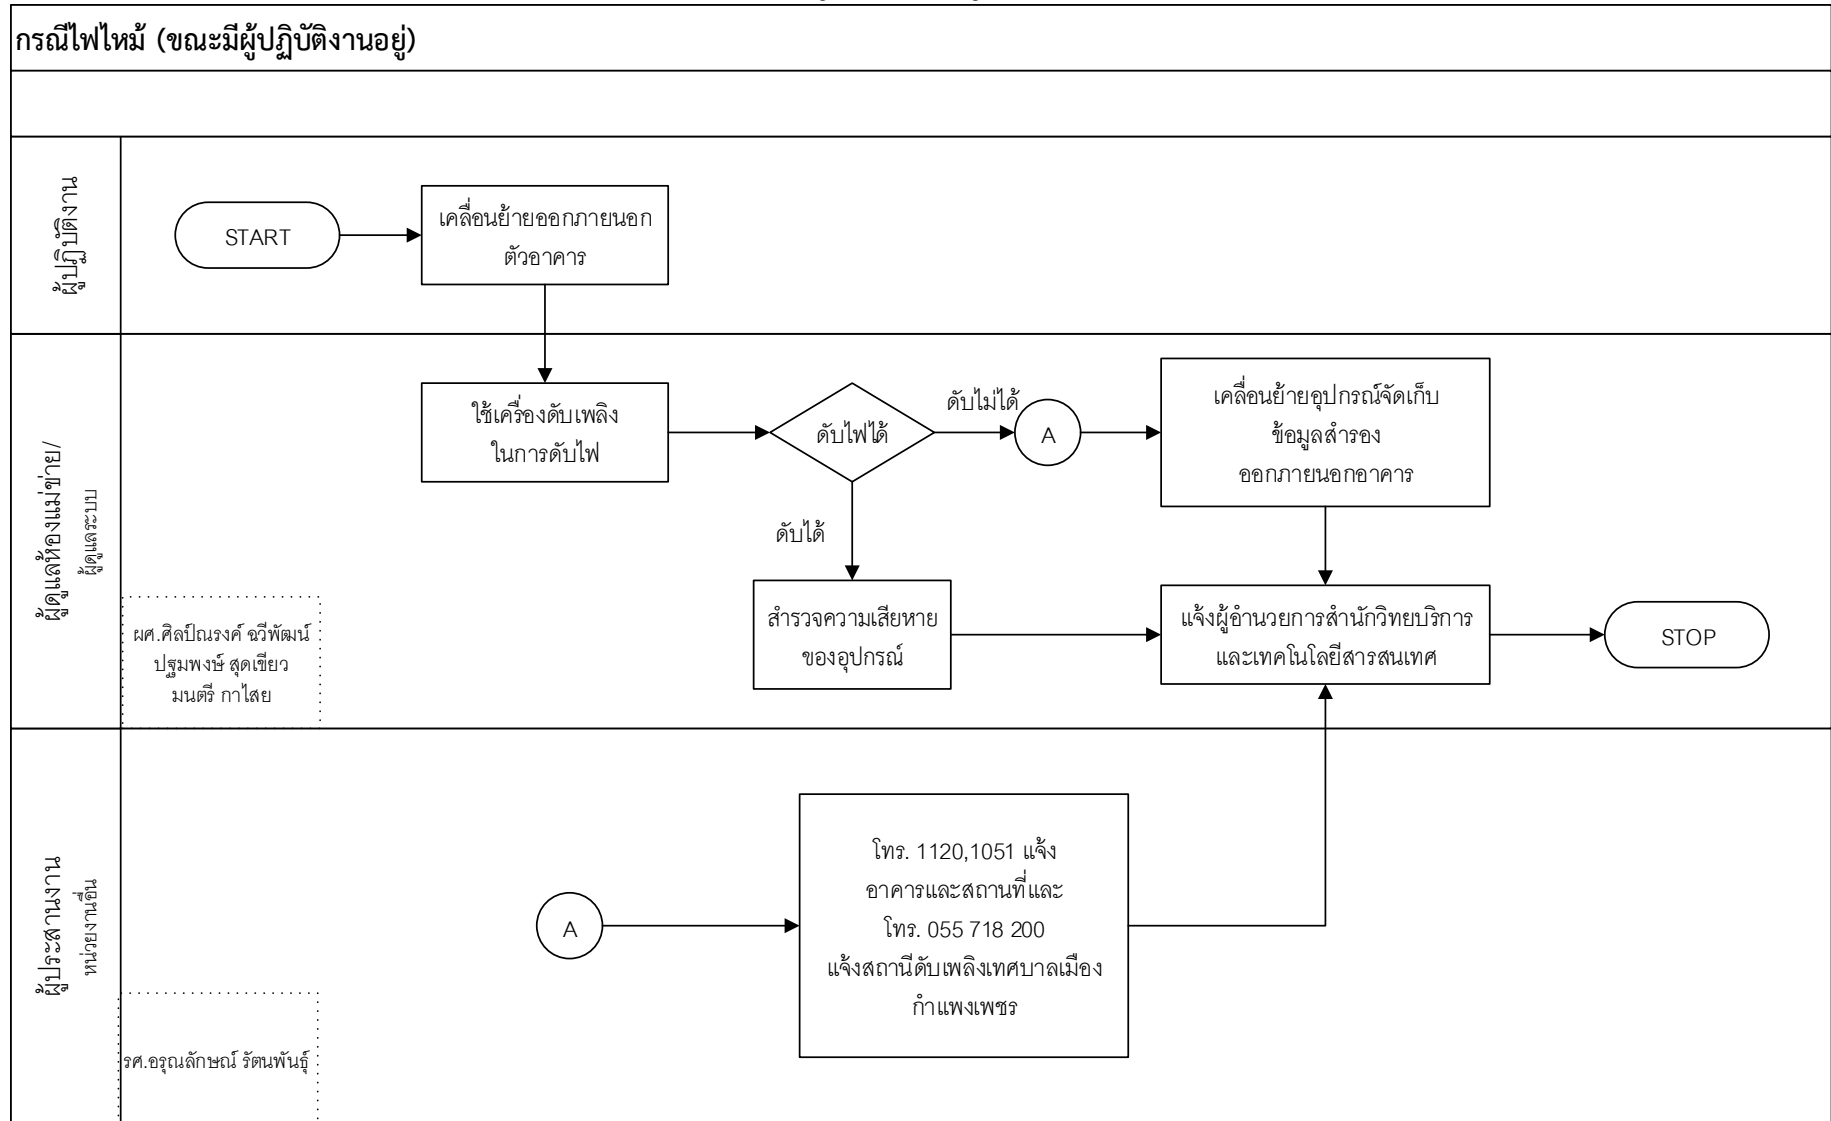 กรณีไฟไหม้ (ขณะมีผู้ปฏิบัติงานอยู่)
ผู้ปฏิบัติงาน
START
เคลื่อนย้ายออกภายนอก
ตัวอาคาร
ผู้ดูแลห้องแม่ข่าย/
ผู้ดูแลระบบ
ใช้เครื่องดับเพลิง
ในการดับไฟ
ดับไฟได้
ดับไม่ได้
A
เคลื่อนย้ายอุปกรณ์จัดเก็บ
ข้อมูลสำรอง
ออกภายนอกอาคาร
ดับได้
สำรวจความเสียหาย
ของอุปกรณ์
แจ้งผู้อำนวยการสำนักวิทยบริการ
และเทคโนโลยีสารสนเทศ
STOP
ผศ.ศิลป์ณรงค์ ฉวีพัฒน์
ปฐมพงษ์ สุดเขียว
มนตรี กาไสย
ผู้ประสานงาน
หน่วยงานอื่น
A
โทร. 1120,1051 แจ้ง
อาคารและสถานที่และ
โทร. 055 718 200
แจ้งสถานีดับเพลิงเทศบาลเมือง
กำแพงเพชร
รศ.อรุณลักษณ์ รัตนพันธุ์